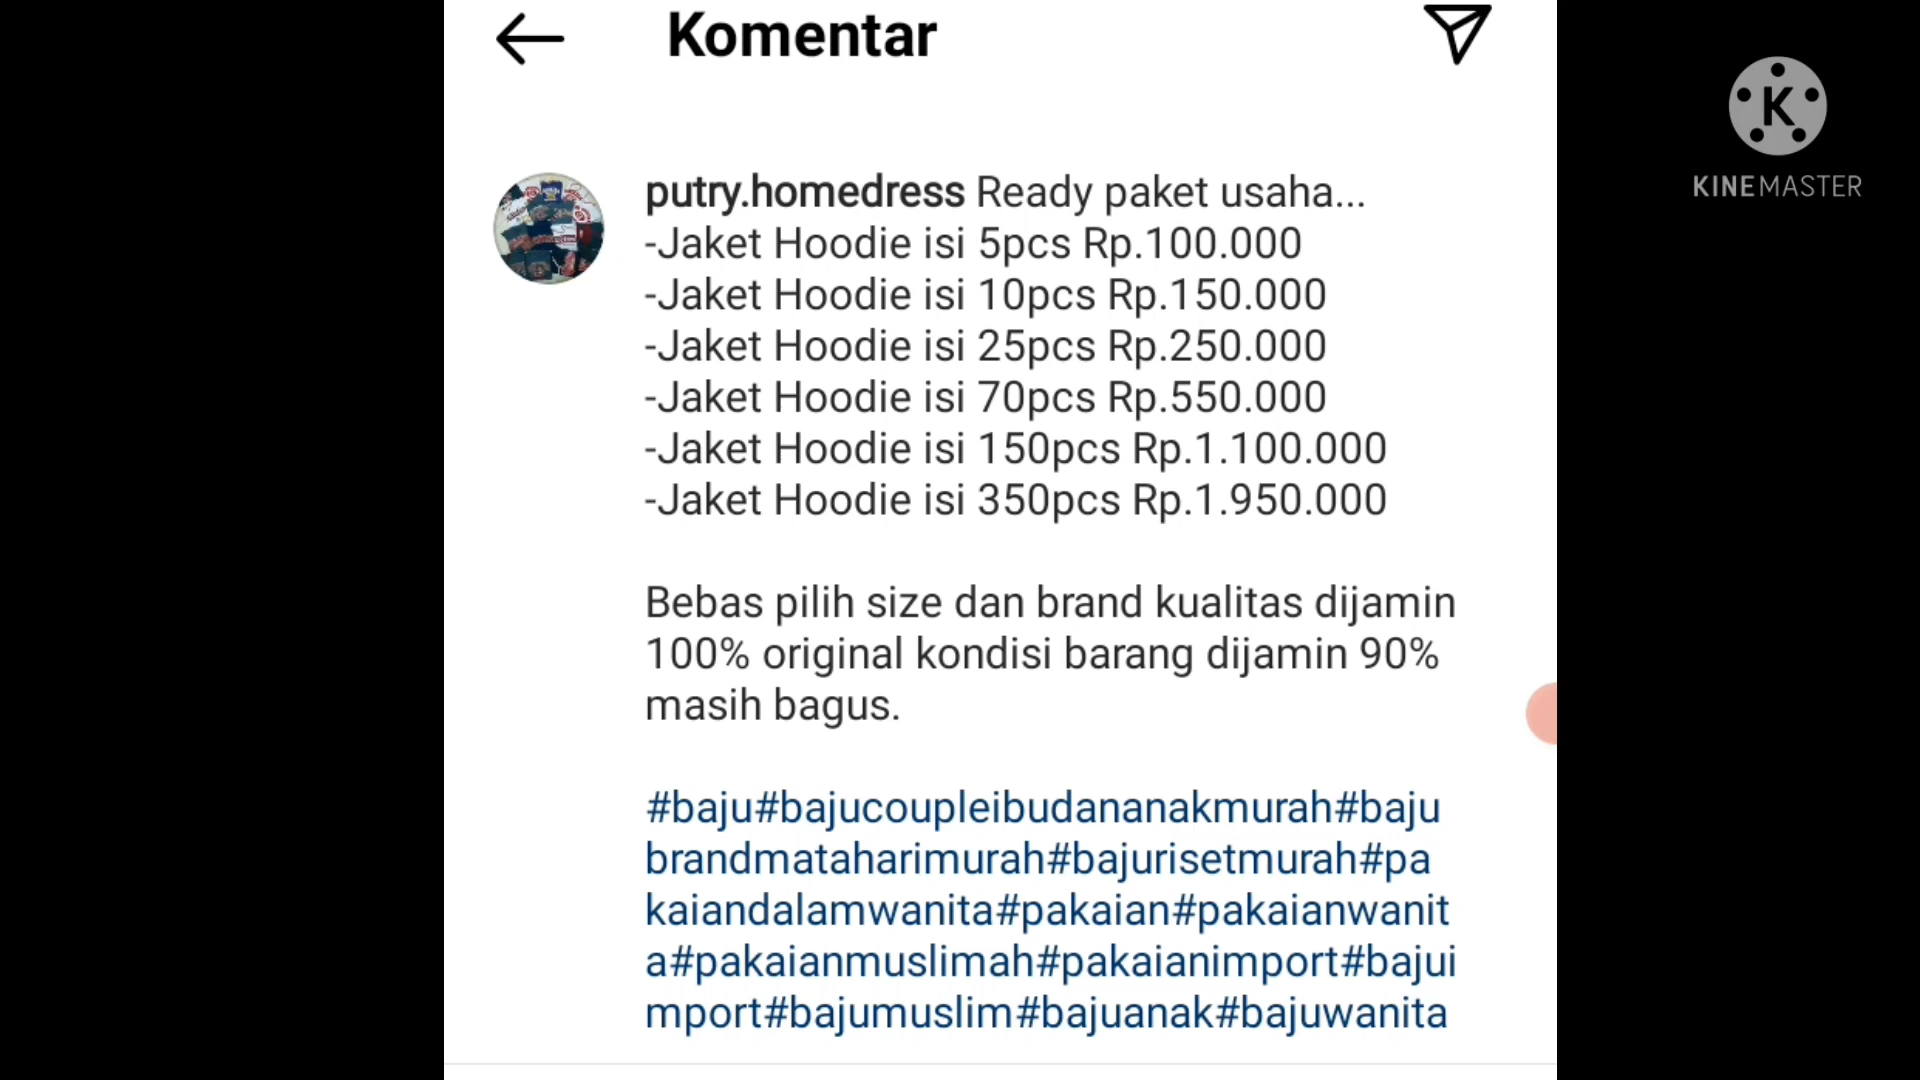 Komentar
K
KINEMASTER
putry.homedress Ready paket usaha...
-Jaket Hoodie isi 5pcs Rp.100.000
-Jaket Hoodie isi 10pcs Rp.150.000
-Jaket Hoodie isi 25pcs Rp.250.000
-Jaket Hoodie isi 70pcs Rp.550.000
-Jaket Hoodie isi 150pcs Rp.1.100.000
-Jaket Hoodie isi 350pcs Rp.1.950.000
Bebas pilih size dan brand kualitas dijamin
100% original kondisi barang dijamin 90%
masih bagus.
#baju#bajucoupleibudananakmurah#baju
brandmataharimurah#bajurisetmurah#pa
kaiandalamwanita#pakaian#pakaianwanit
a#pakaianmuslimah#pakaianimport#bajui
mport#bajumuslim#bajuanak#bajuwanita